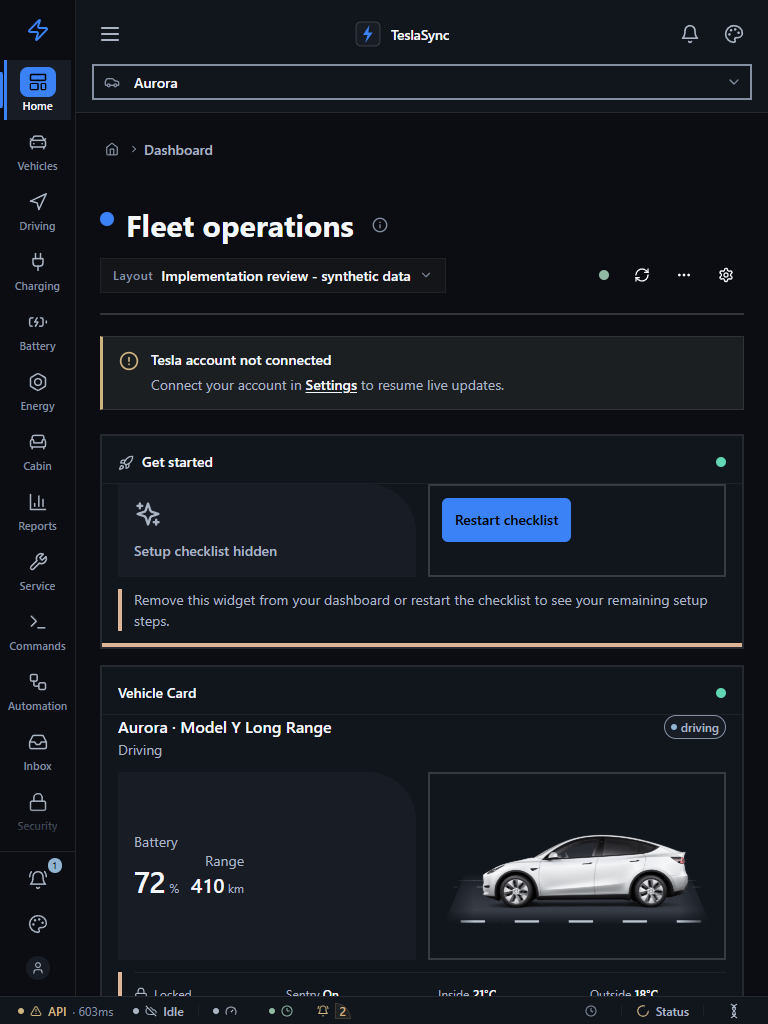 TeslaSync
Aurora
Home
Vehicles
Driving
Charging
Battery
Energy
Cabin
Reports
Service
Commands
Automation
Inbox
Security
1
Dashboard
Fleet operations
Layout Implementation review - synthetic data
Tesla account not connected
Connect your account in Settings to resume live updates.
Get started
Setup checklist hidden
Restart checklist
Remove this widget from your dashboard or restart the checklist to see your remaining setup
steps.
Vehicle Card
Aurora · Model Y Long Range
driving
Driving
Battery
Range
72 % 410 km
Locked Sentry On Inside 21°C Outside 18°C
API · 603ms Idle 2 Status